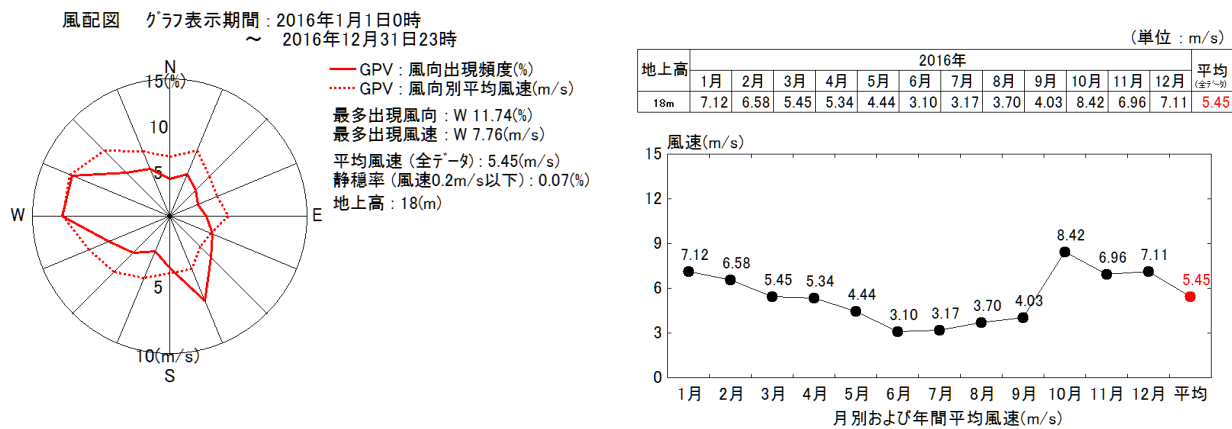 風配図 グラフ表示期間：2016年1月1日0時
～ 2016年12月31日23時
N
15(%)
10
5
W
E
5
10(m/s)
S
GPV：風向出現頻度(%)
GPV：風向別平均風速(m/s)
最多出現風向：W 11.74(%)
最多出現風速：W 7.76(m/s)
平均風速 (全データ)：5.45(m/s)
静穏率 (風速0.2m/s以下)：0.07(%)
地上高：18(m)
(単位：m/s)
地上高 2016年 平均
1月 2月 3月 4月 5月 6月 7月 8月 9月 10月 11月 12月 (全データ)
18m 7.12 6.58 5.45 5.34 4.44 3.10 3.17 3.70 4.03 8.42 6.96 7.11 5.45
風速(m/s)
15
12
9
6
3
0
7.12 6.58 5.45 5.34 4.44 3.10 3.17 3.70 4.03 8.42 6.96 7.11 5.45
1月 2月 3月 4月 5月 6月 7月 8月 9月 10月 11月 12月 平均
月別および年間平均風速(m/s)